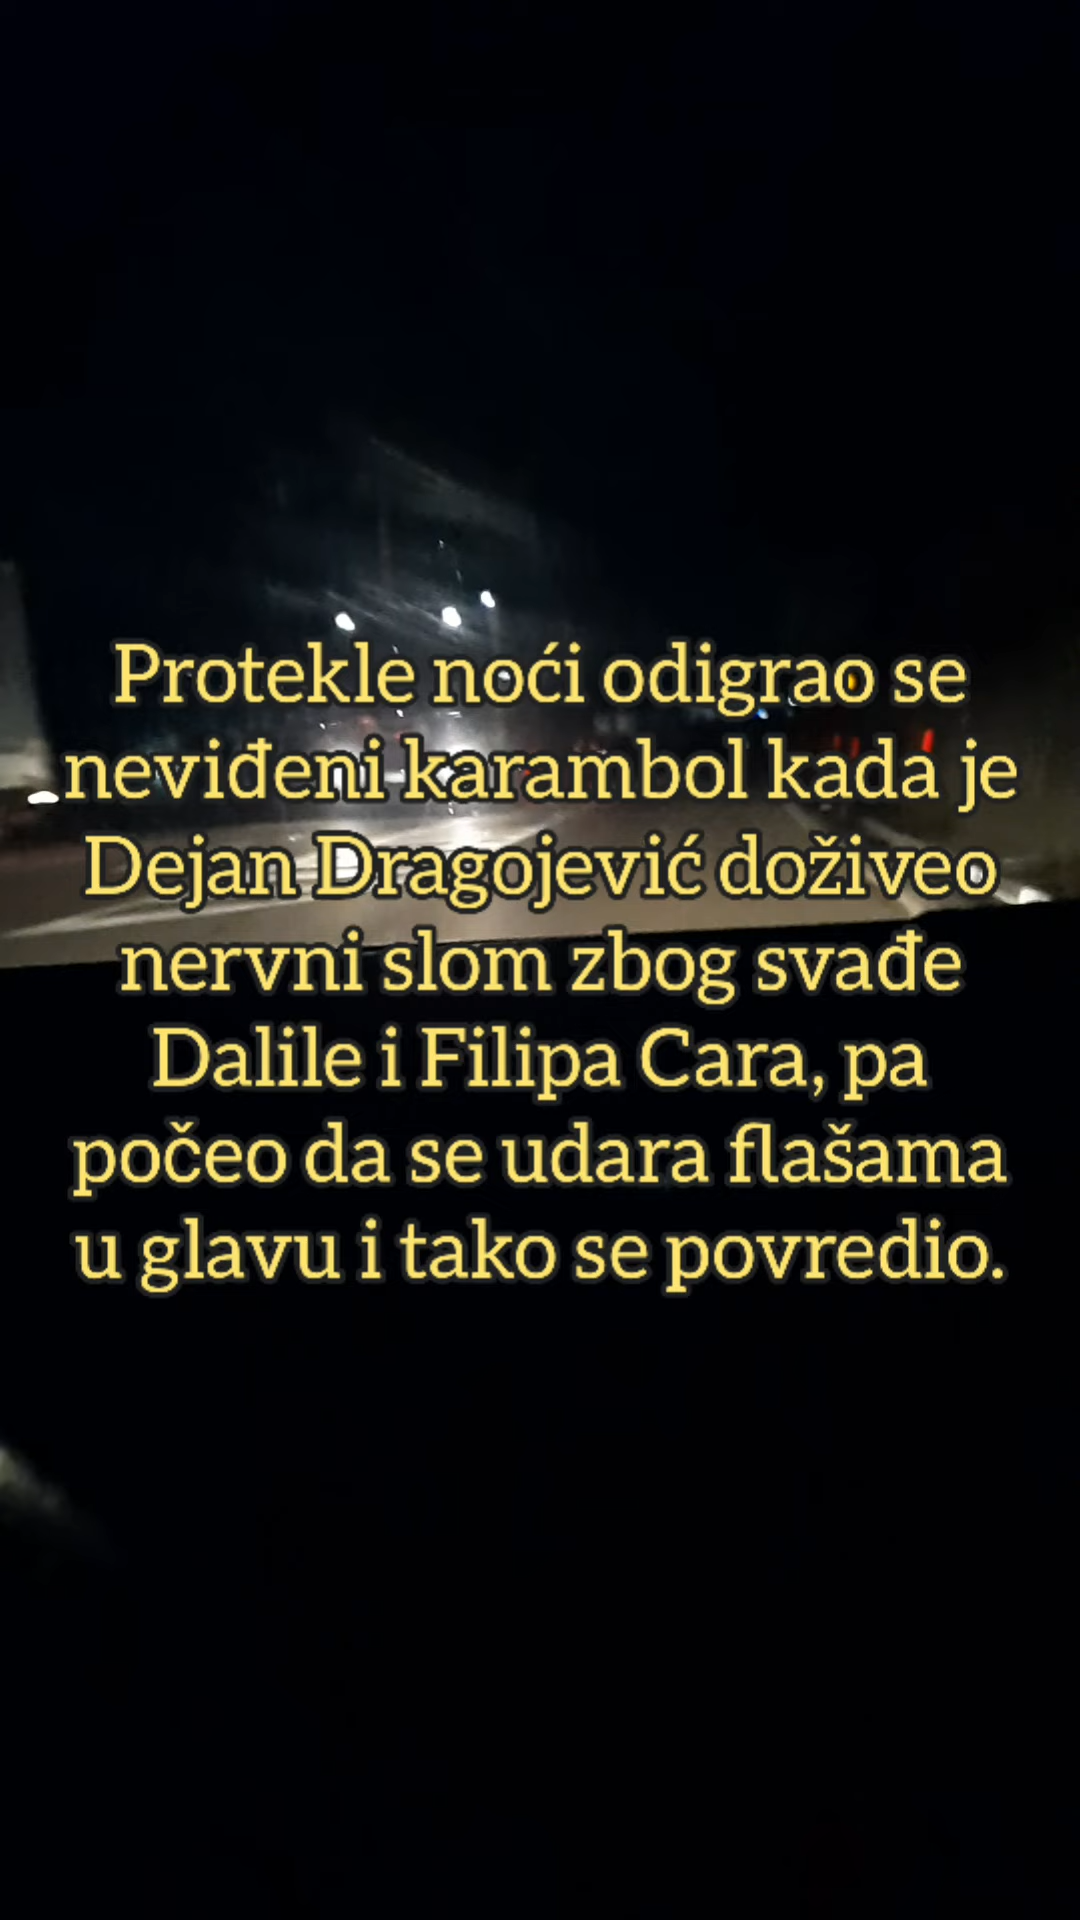 Protekle noći odigrao se
neviđeni karambol kada je
Dejan Dragojević doživeo
nervni slom zbog svađe
Dalile i Filipa Cara, pa
počeo da se udara flašama
u glavu i tako se povredio.